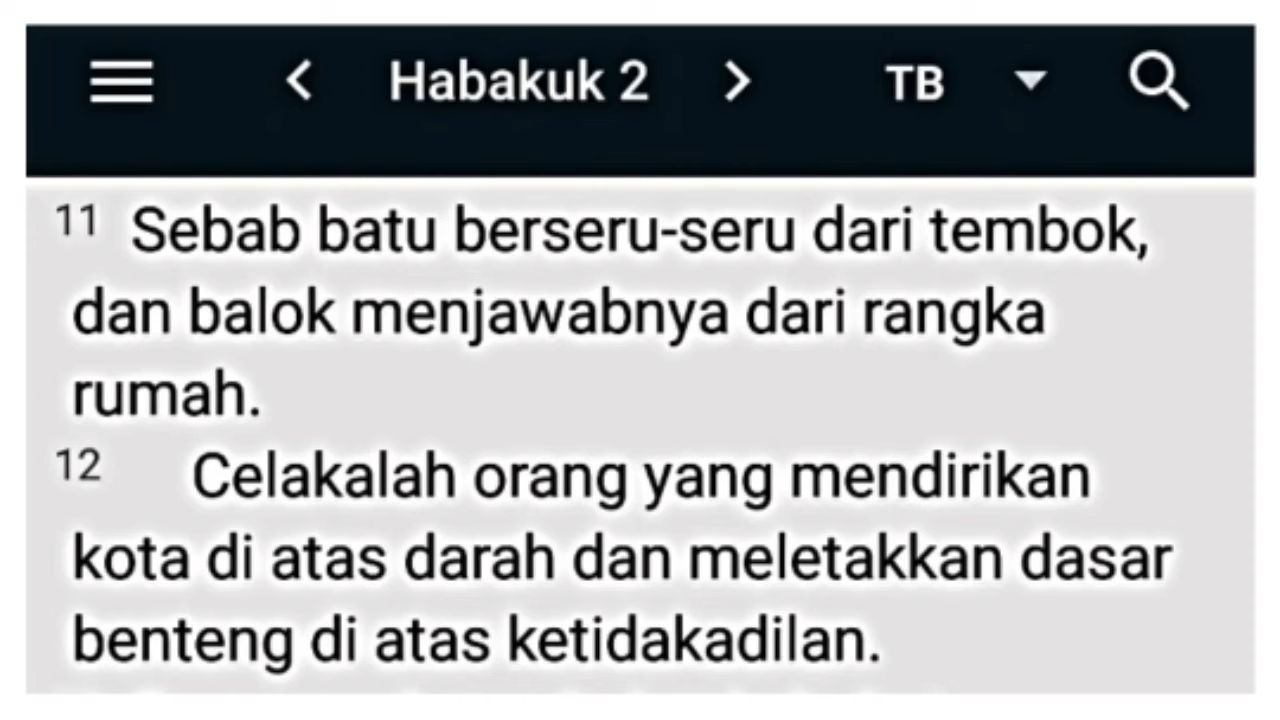 Habakuk 2 TB
11 Sebab batu berseru-seru dari tembok,
dan balok menjawabnya dari rangka
rumah.
12 Celakalah orang yang mendirikan
kota di atas darah dan meletakkan dasar
benteng di atas ketidakadilan.